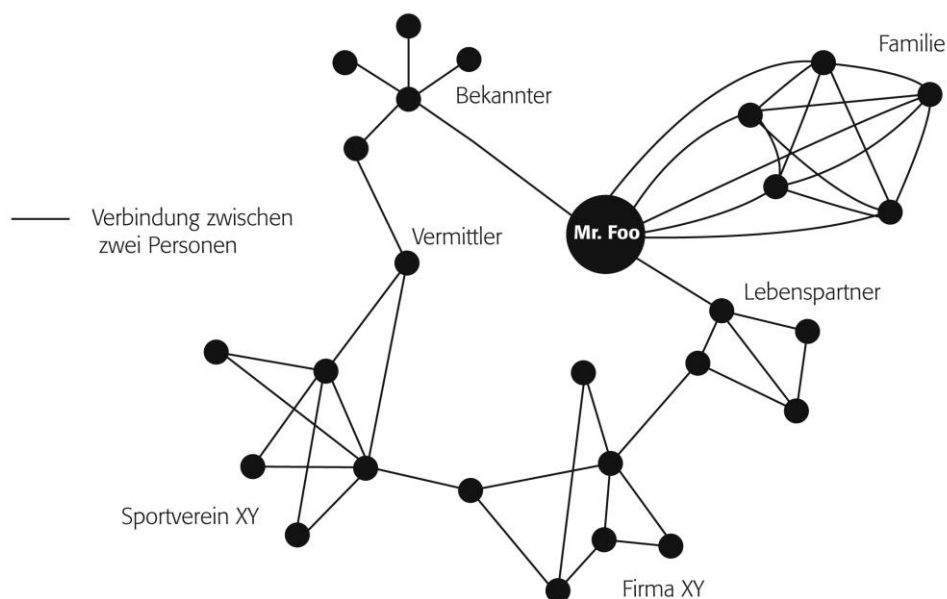 Familie
Bekannter
Verbindung zwischen
zwei Personen
Mr. Foo
Vermittler
Lebenspartner
Sportverein XY
Firma XY